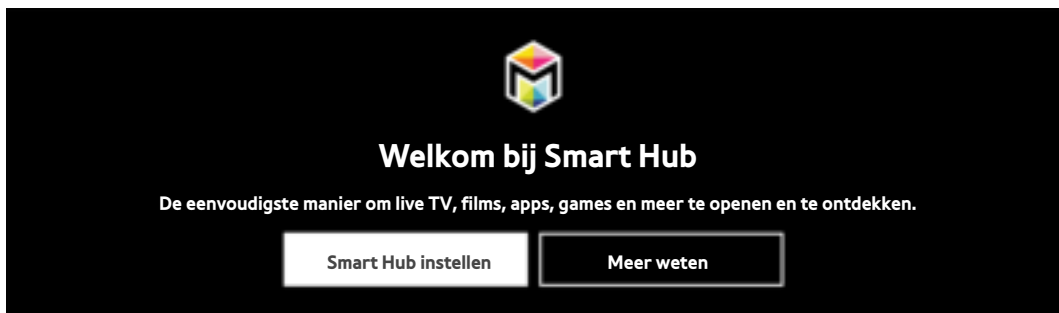 Welkom bij Smart Hub
De eenvoudigste manier om live TV, films, apps, games en meer te openen en te ontdekken.
Smart Hub instellen
Meer weten